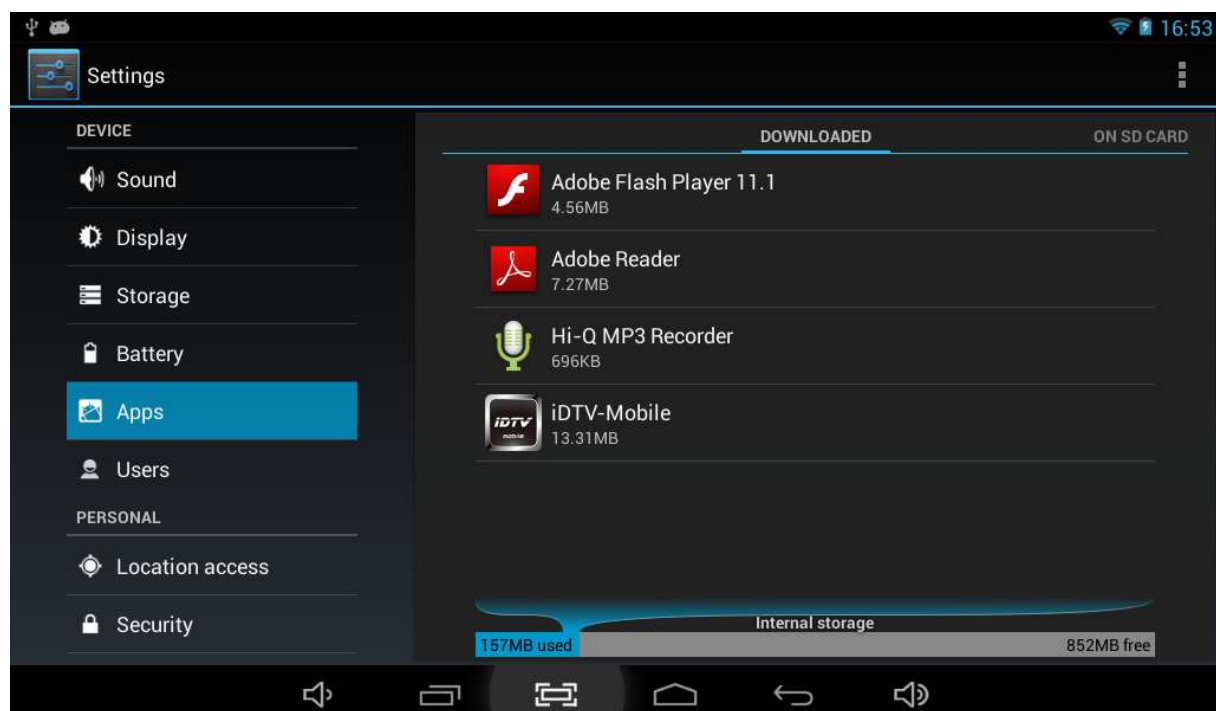 16:53
Settings
DEVICE
Sound
Display
Storage
Battery
Apps
Users
PERSONAL
Location access
Security
DOWNLOADED
ON SD CARD
Adobe Flash Player 11.1
4.56MB
Adobe Reader
7.27MB
Hi-Q MP3 Recorder
696KB
iDTV
mobile
iDTV-Mobile
13.31MB
Internal storage
157MB used
852MB free